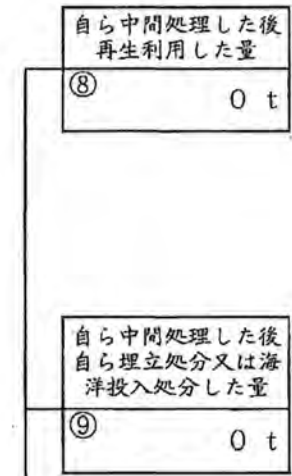 自ら中間処理した後
再生利用した量
⑧
0 t
自ら中間処理した後
自ら埋立処分又は海
洋投入処分した量
⑨
0 t